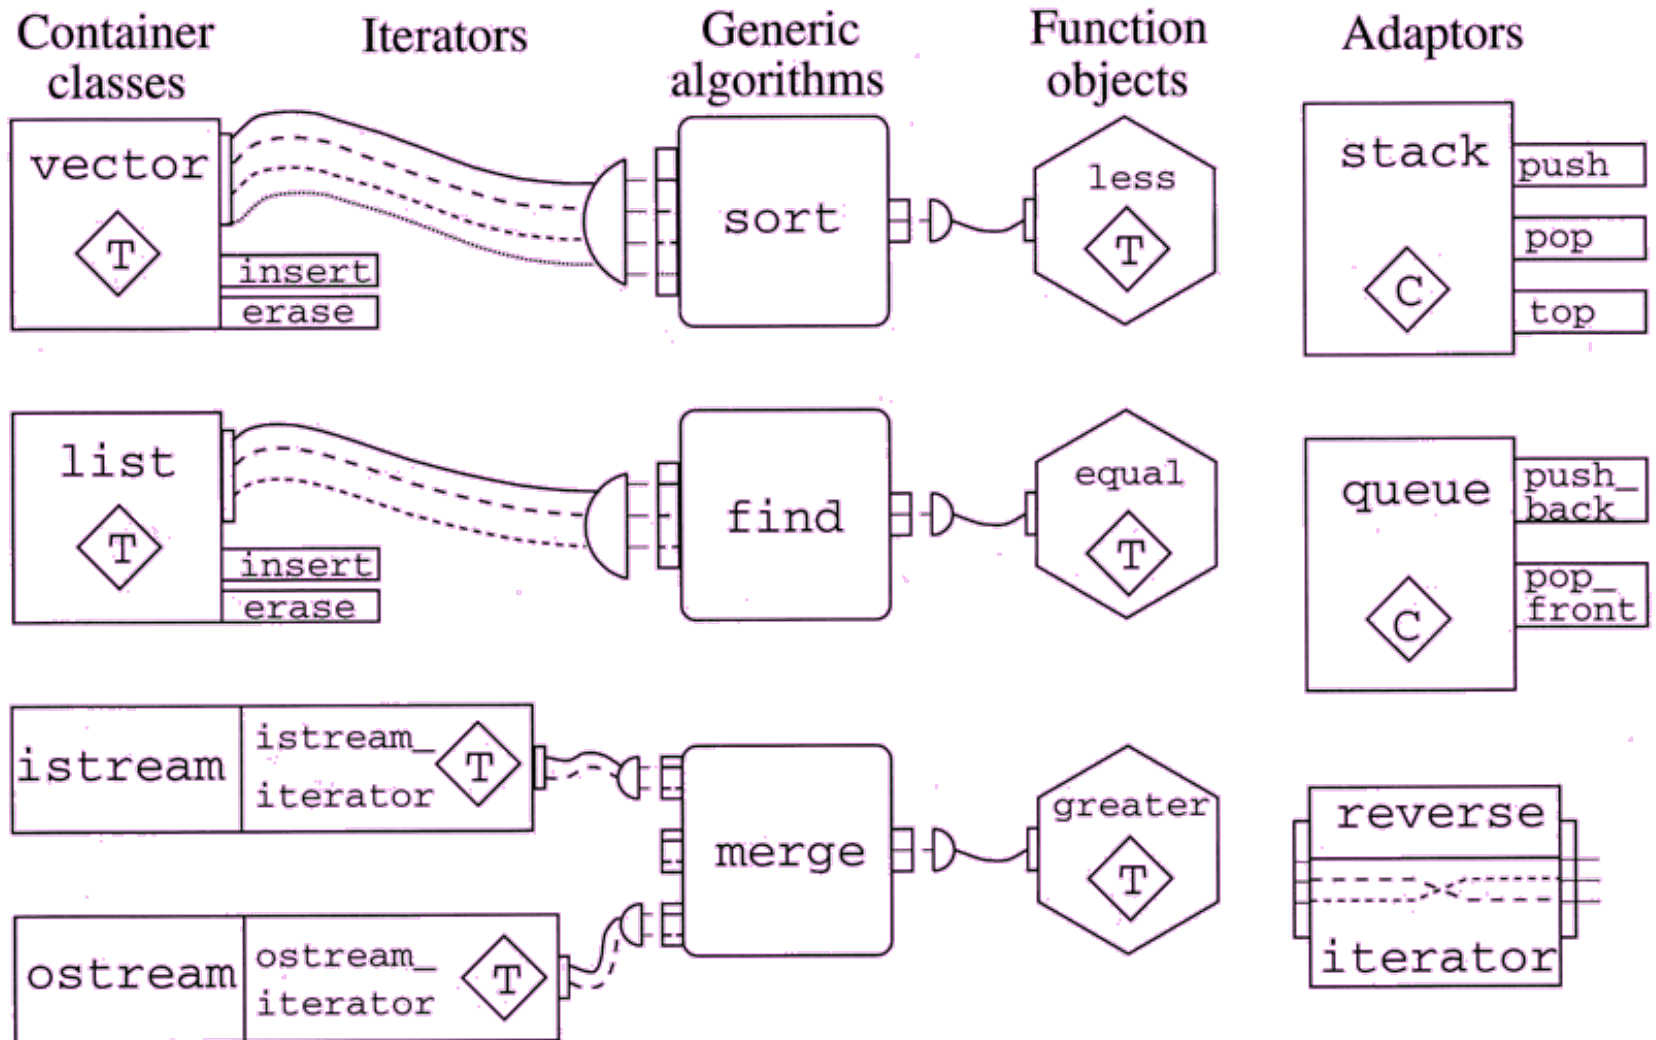 Container classes
Iterators
Generic algorithms
Function objects
Adaptors
vector
T
insert
erase
sort
less
T
stack
C
push
pop
top
list
T
insert
erase
find
equal
T
queue
C
push_
back
pop_
front
istream
istream_
iterator
T
merge
greater
T
reverse
iterator
ostream
ostream_
iterator
T